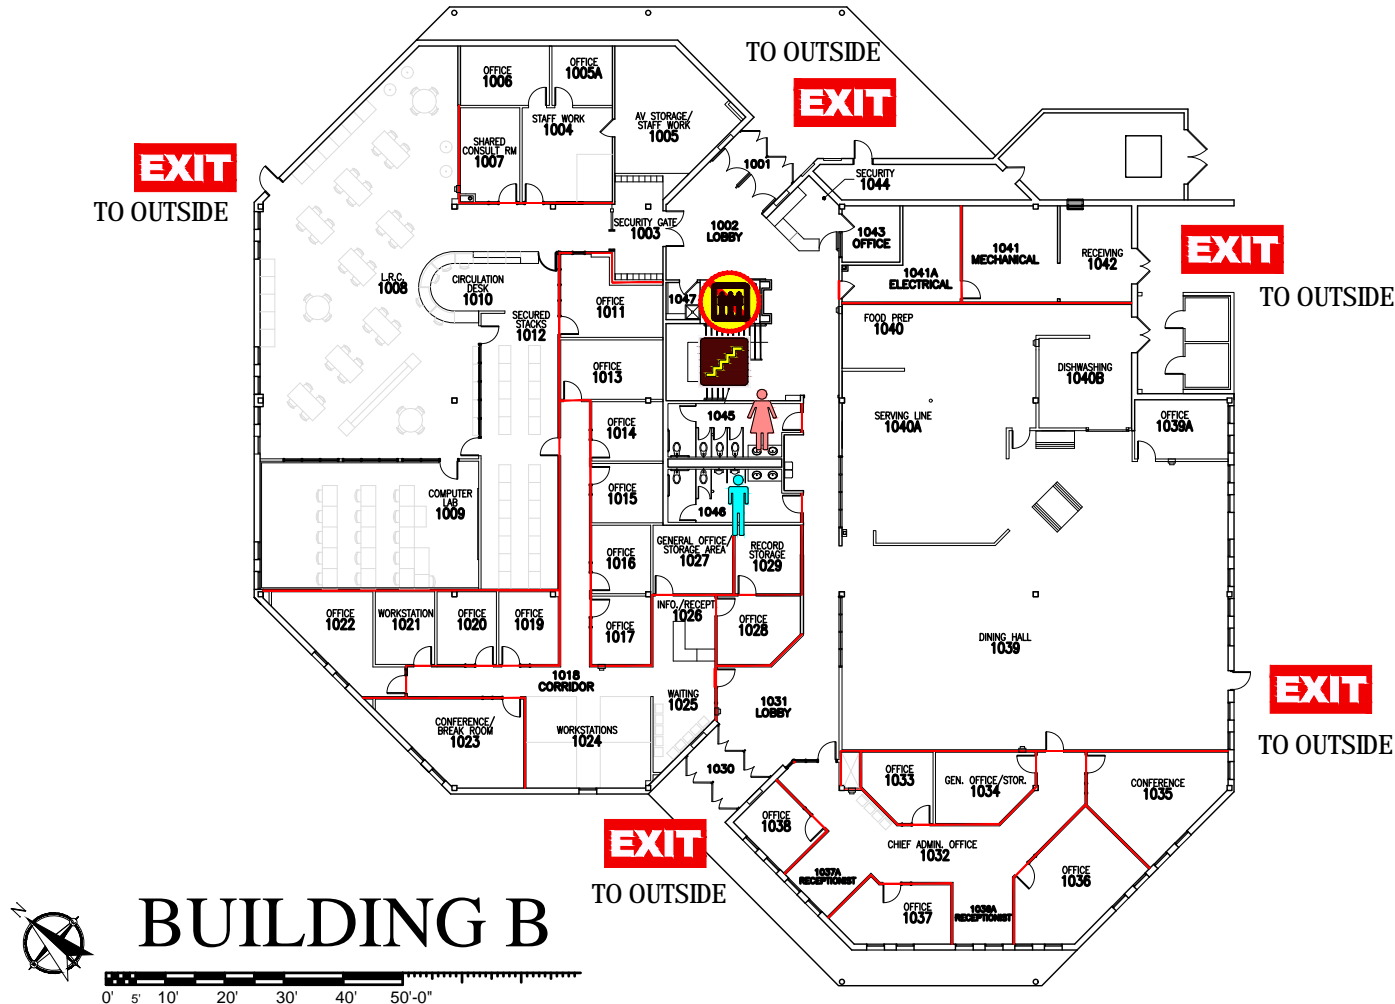 TO OUTSIDE
EXIT
OFFICE
1006
OFFICE
1005A
STAFF WORK
1004
AV STORAGE/
STAFF WORK
1005
SHARED
CONSULT RM
1007
1001
EXIT
TO OUTSIDE
SECURITY
1044
SECURITY GATE
1003
1002
LOBBY
1043
OFFICE
1041
MECHANICAL
RECEIVING
1042
EXIT
TO OUTSIDE
L.R.C.
1008
CIRCULATION
DESK
1010
1041A
ELECTRICAL
OFFICE
1011
1047
SECURED
STACKS
1012
FOOD PREP
1040
OFFICE
1013
DISHWASHING
1040B
OFFICE
1014
1045
SERVING LINE
1040A
OFFICE
1039A
COMPUTER
LAB
1009
OFFICE
1015
1046
OFFICE
1016
GENERAL OFFICE/
STORAGE AREA
1027
RECORD
STORAGE
1029
OFFICE
1022
WORKSTATION
1021
OFFICE
1020
OFFICE
1019
OFFICE
1017
INFO./RECEPT
1026
OFFICE
1028
DINING HALL
1039
1018
CORRIDOR
WAITING
1025
1031
LOBBY
EXIT
TO OUTSIDE
CONFERENCE/
BREAK ROOM
1023
WORKSTATIONS
1024
1030
OFFICE
1033
GEN. OFFICE/STOR.
1034
CONFERENCE
1035
OFFICE
1038
CHIEF ADMIN. OFFICE
1032
EXIT
TO OUTSIDE
1037A
RECEPTIONIST
OFFICE
1036
OFFICE
1037
1036A
RECEPTIONIST
N
BUILDING B
0' 5' 10' 20' 30' 40' 50'-0"